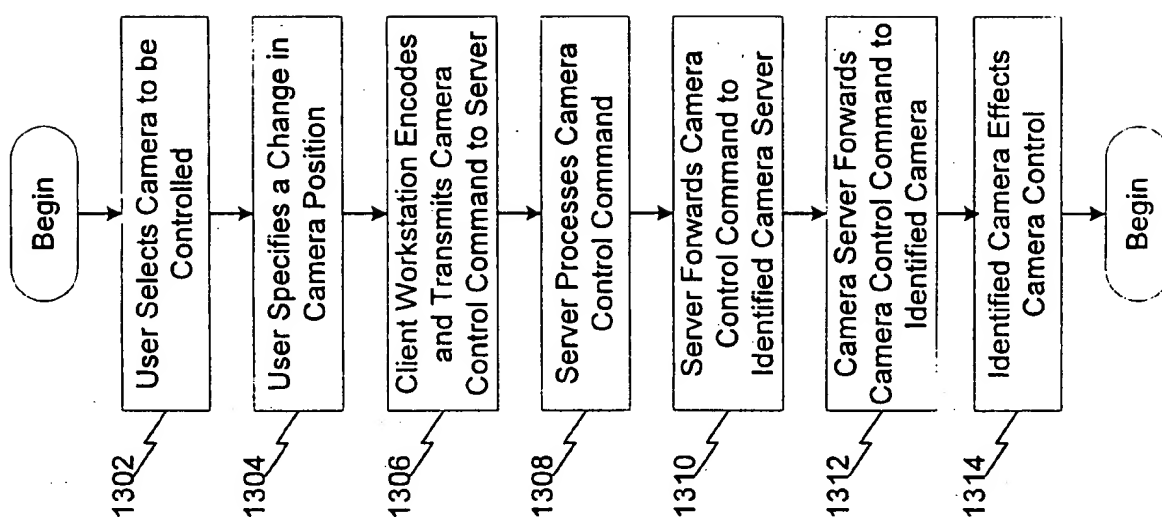 Begin
1302
User Selects Camera to be
Controlled
1304
User Specifies a Change in
Camera Position
1306
Client Workstation Encodes
and Transmits Camera
Control Command to Server
1308
Server Processes Camera
Control Command
1310
Server Forwards Camera
Control Command to
Identified Camera Server
1312
Camera Server Forwards
Camera Control Command to
Identified Camera
1314
Identified Camera Effects
Camera Control
Begin